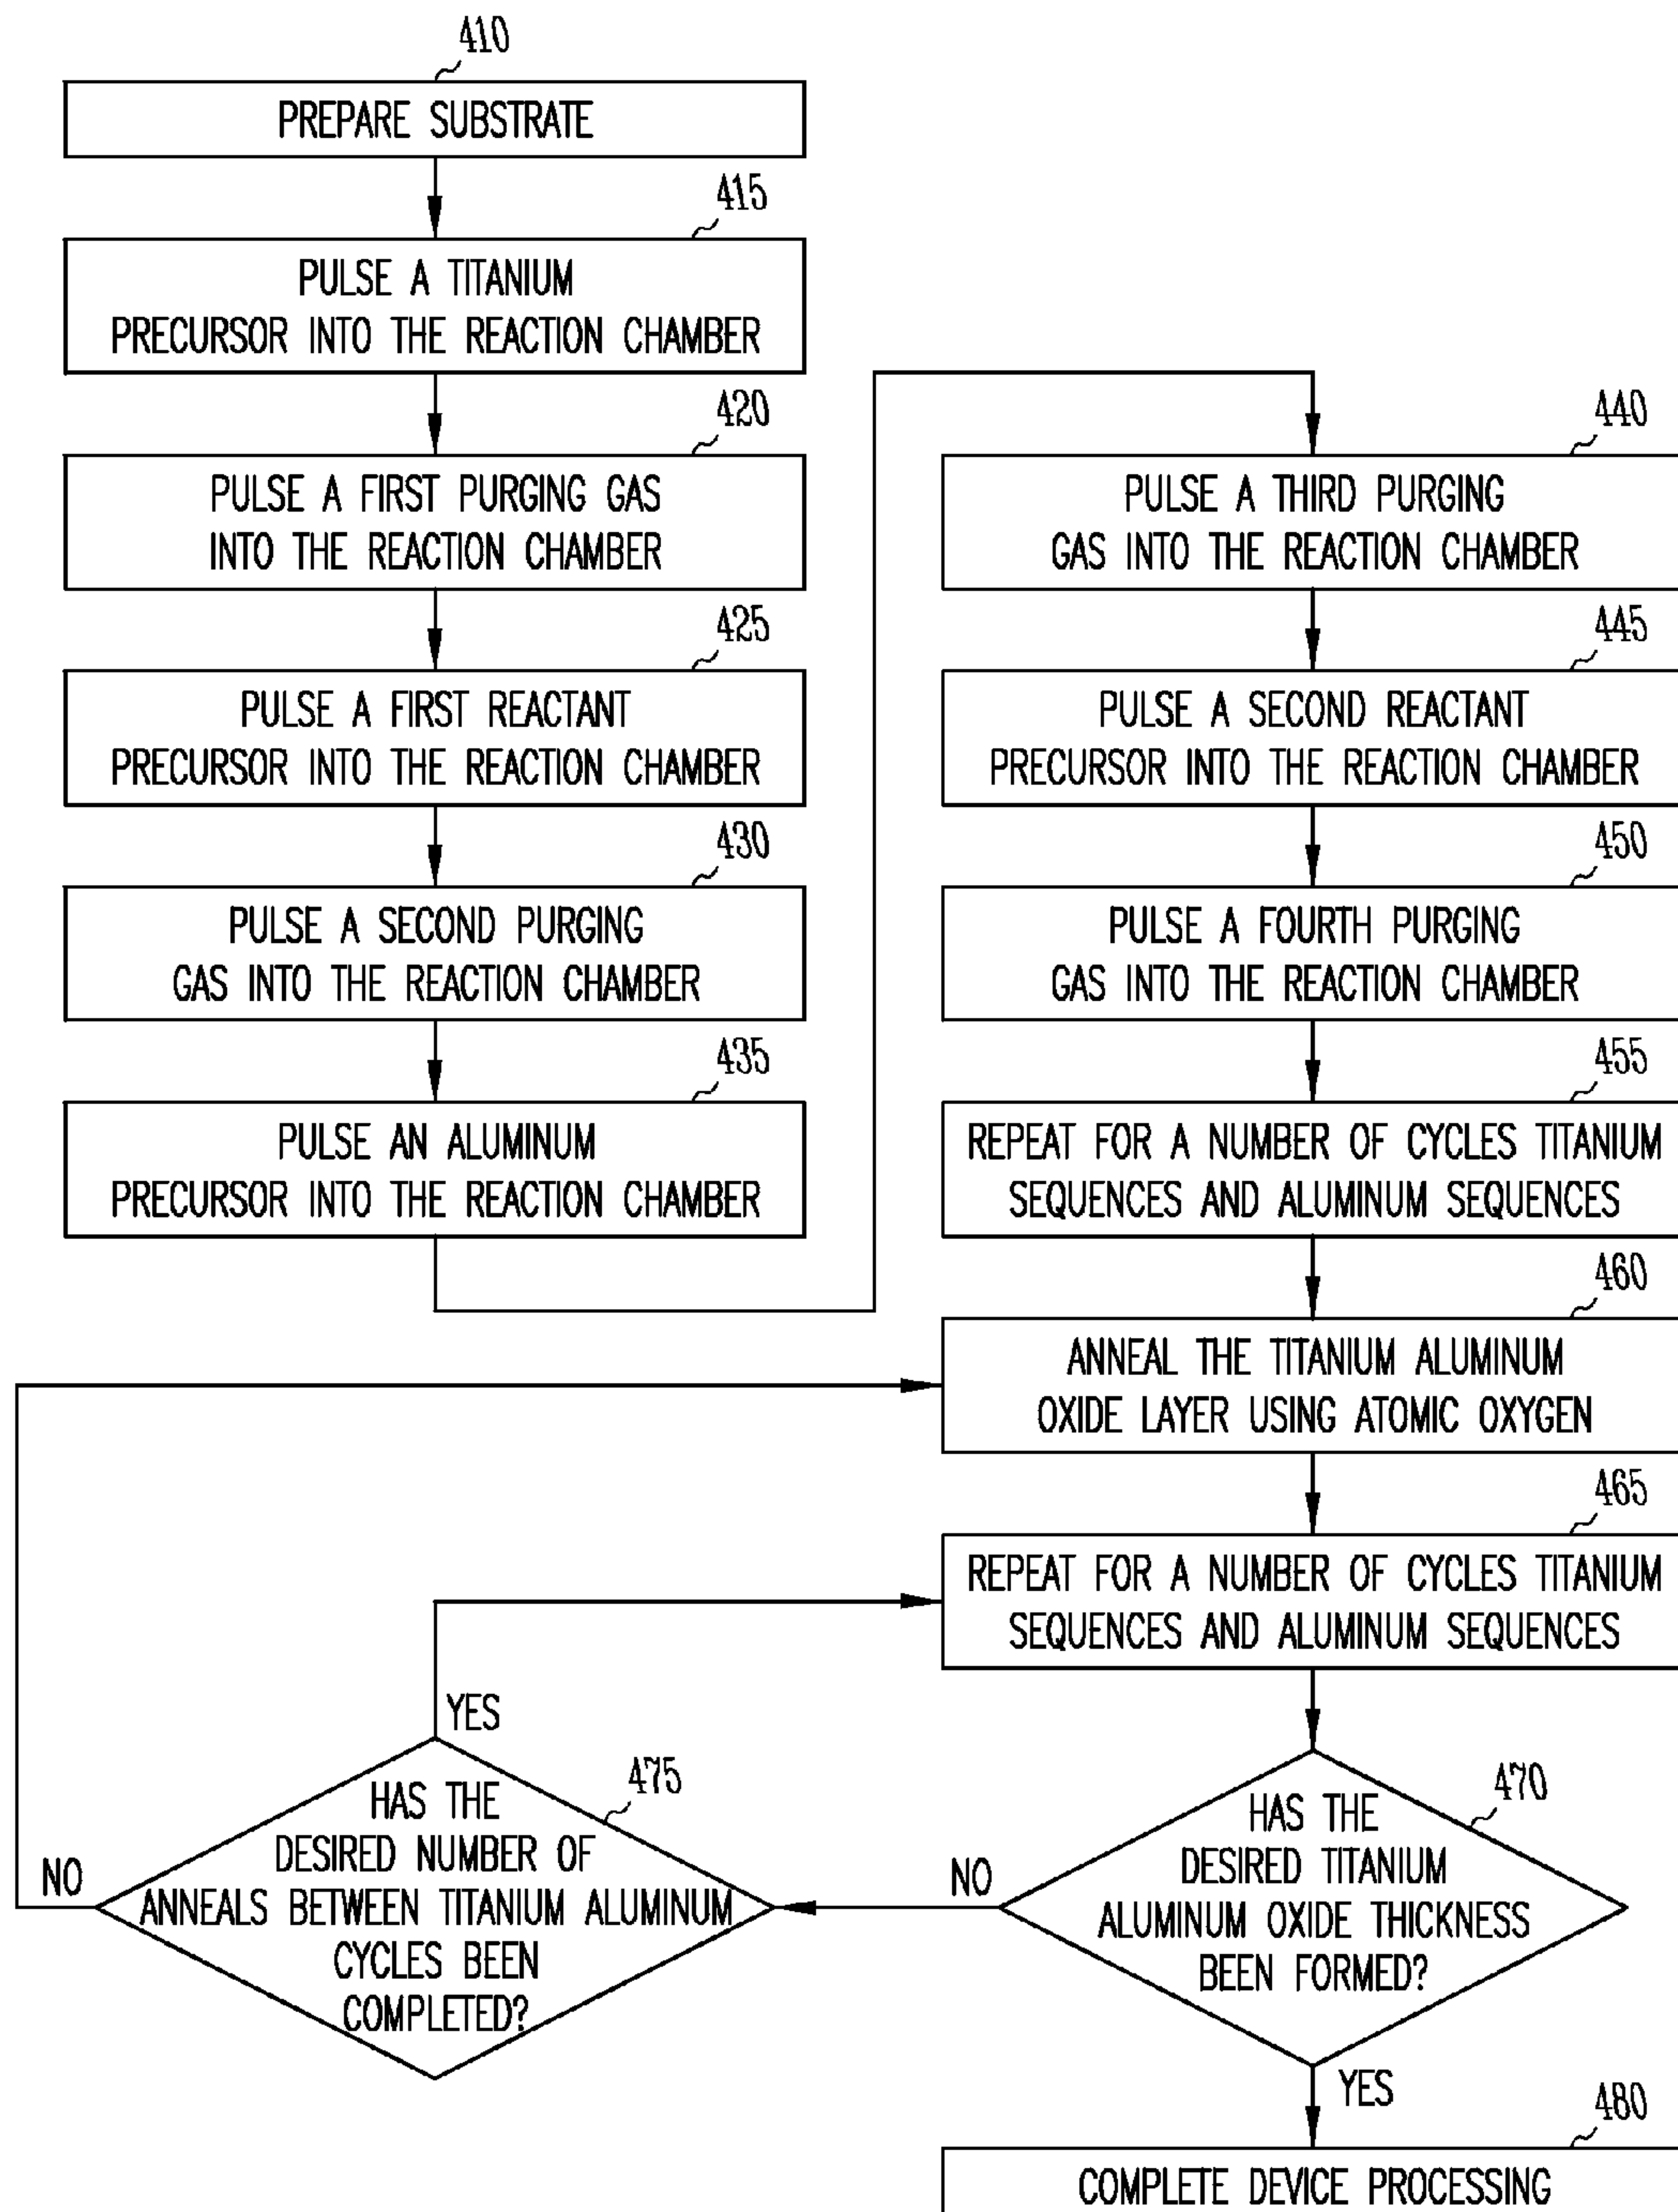 410
PREPARE SUBSTRATE
415
PULSE A TITANIUM
PRECURSOR INTO THE REACTION CHAMBER
420
PULSE A FIRST PURGING GAS
INTO THE REACTION CHAMBER
425
PULSE A FIRST REACTANT
PRECURSOR INTO THE REACTION CHAMBER
430
PULSE A SECOND PURGING
GAS INTO THE REACTION CHAMBER
435
PULSE AN ALUMINUM
PRECURSOR INTO THE REACTION CHAMBER
440
PULSE A THIRD PURGING
GAS INTO THE REACTION CHAMBER
445
PULSE A SECOND REACTANT
PRECURSOR INTO THE REACTION CHAMBER
450
PULSE A FOURTH PURGING
GAS INTO THE REACTION CHAMBER
455
REPEAT FOR A NUMBER OF CYCLES TITANIUM
SEQUENCES AND ALUMINUM SEQUENCES
460
ANNEAL THE TITANIUM ALUMINUM
OXIDE LAYER USING ATOMIC OXYGEN
465
REPEAT FOR A NUMBER OF CYCLES TITANIUM
SEQUENCES AND ALUMINUM SEQUENCES
470
HAS THE
DESIRED TITANIUM
ALUMINUM OXIDE THICKNESS
BEEN FORMED?
NO
YES
475
HAS THE
DESIRED NUMBER OF
ANNEALS BETWEEN TITANIUM ALUMINUM
CYCLES BEEN
COMPLETED?
YES
NO
480
COMPLETE DEVICE PROCESSING